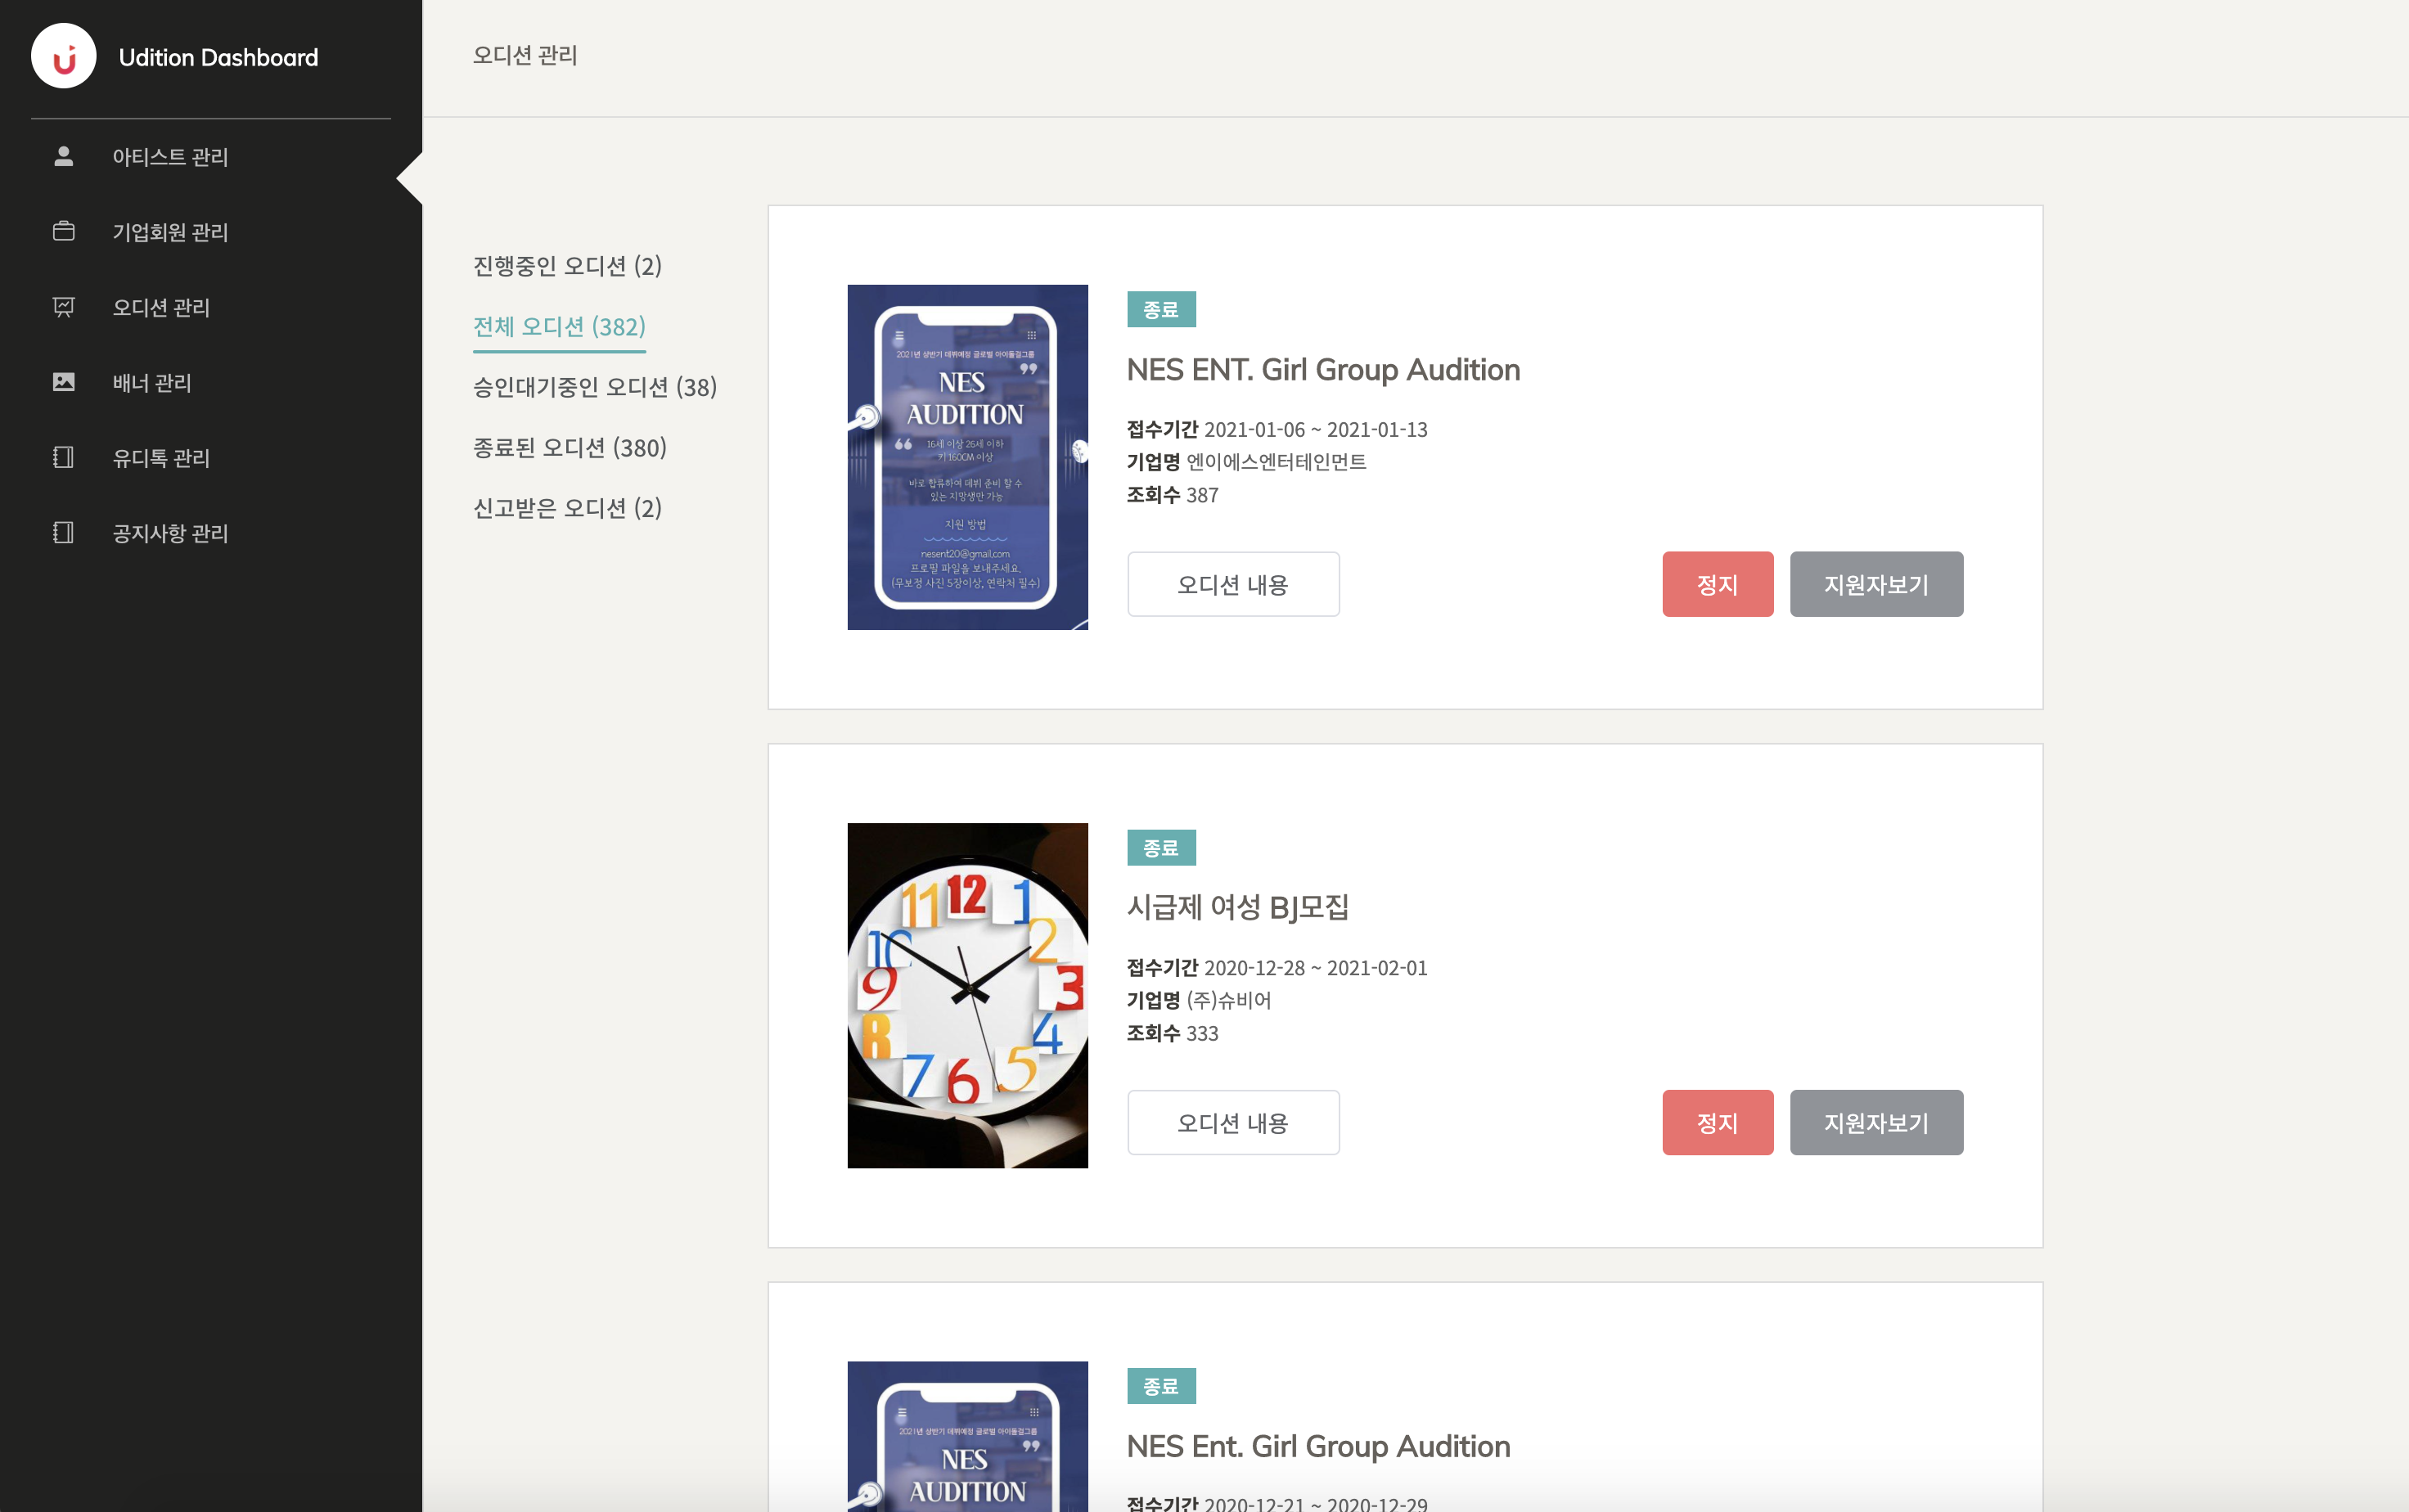 Udition Dashboard
아티스트 관리
기업회원 관리
오디션 관리
배너 관리
유디톡 관리
공지사항 관리
오디션 관리
진행중인 오디션 (2)
전체 오디션 (382)
승인대기중인 오디션 (38)
종료된 오디션 (380)
신고받은 오디션 (2)
2021년 상반기 데뷔예정 글로벌 아이돌걸그룹
NES
AUDITION
16세 이상 26세 이하
키 160CM 이상
바로 합류하여 데뷔 준비 할 수
있는 지망생만 가능
지원 방법
nesent20@gmail.com
프로필 파일을 보내주세요.
(무보정 사진 5장이상, 연락처 필수)
종료
NES ENT. Girl Group Audition
접수기간 2021-01-06 ~ 2021-01-13
기업명 엔이에스엔터테인먼트
조회수 387
오디션 내용
정지
지원자보기
12
1
2
3
4
5
6
7
8
9
10
11
종료
시급제 여성 BJ모집
접수기간 2020-12-28 ~ 2021-02-01
기업명 (주)슈비어
조회수 333
오디션 내용
정지
지원자보기
2021년 상반기 데뷔예정 글로벌 아이돌걸그룹
NES
AUDITION
종료
NES Ent. Girl Group Audition
접수기간 2020-12-21 ~ 2020-12-29